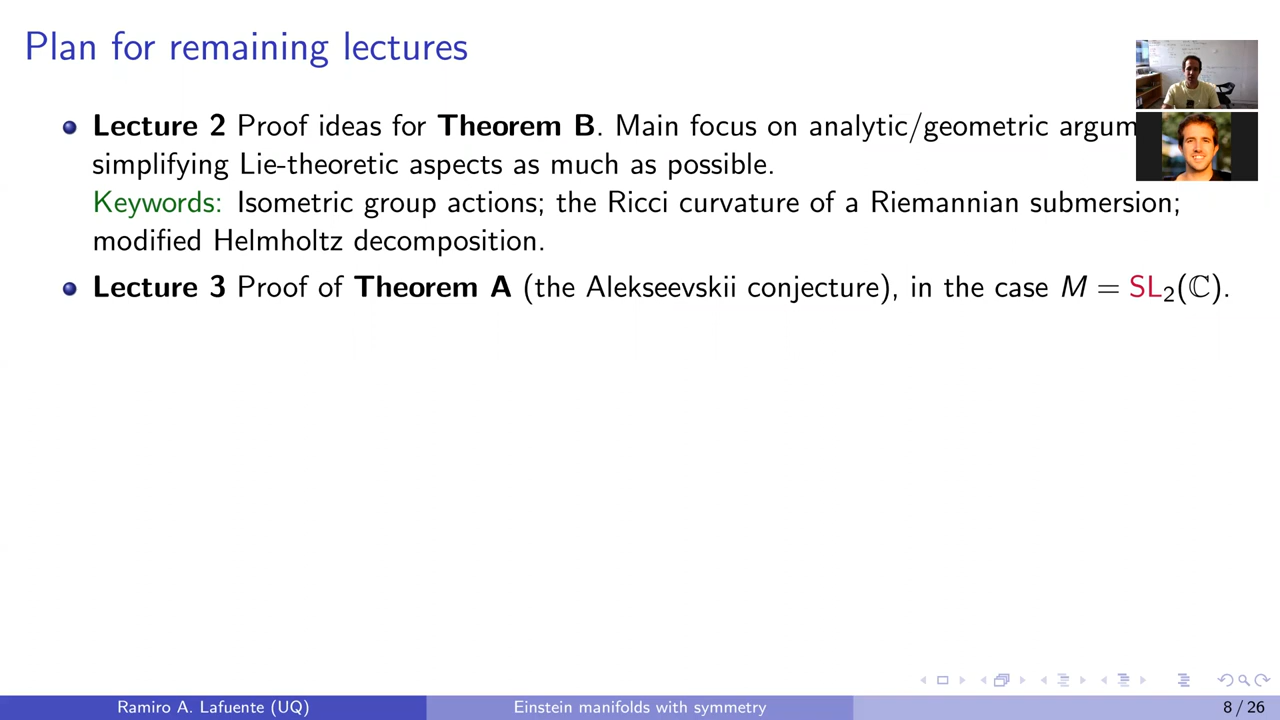 Plan for remaining lectures
Lecture 2 Proof ideas for Theorem B. Main focus on analytic/geometric
simplifying Lie-theoretic aspects as much as possible.
Keywords: Isometric group actions; the Ricci curvature of a Riemannian submersion;
modified Helmholtz decomposition.
Lecture 3 Proof of Theorem A (the Alekseevskii conjecture), in the case M = SL₂(ℂ).
Ramiro A. Lafuente (UQ)
Einstein manifolds with symmetry
8 / 26